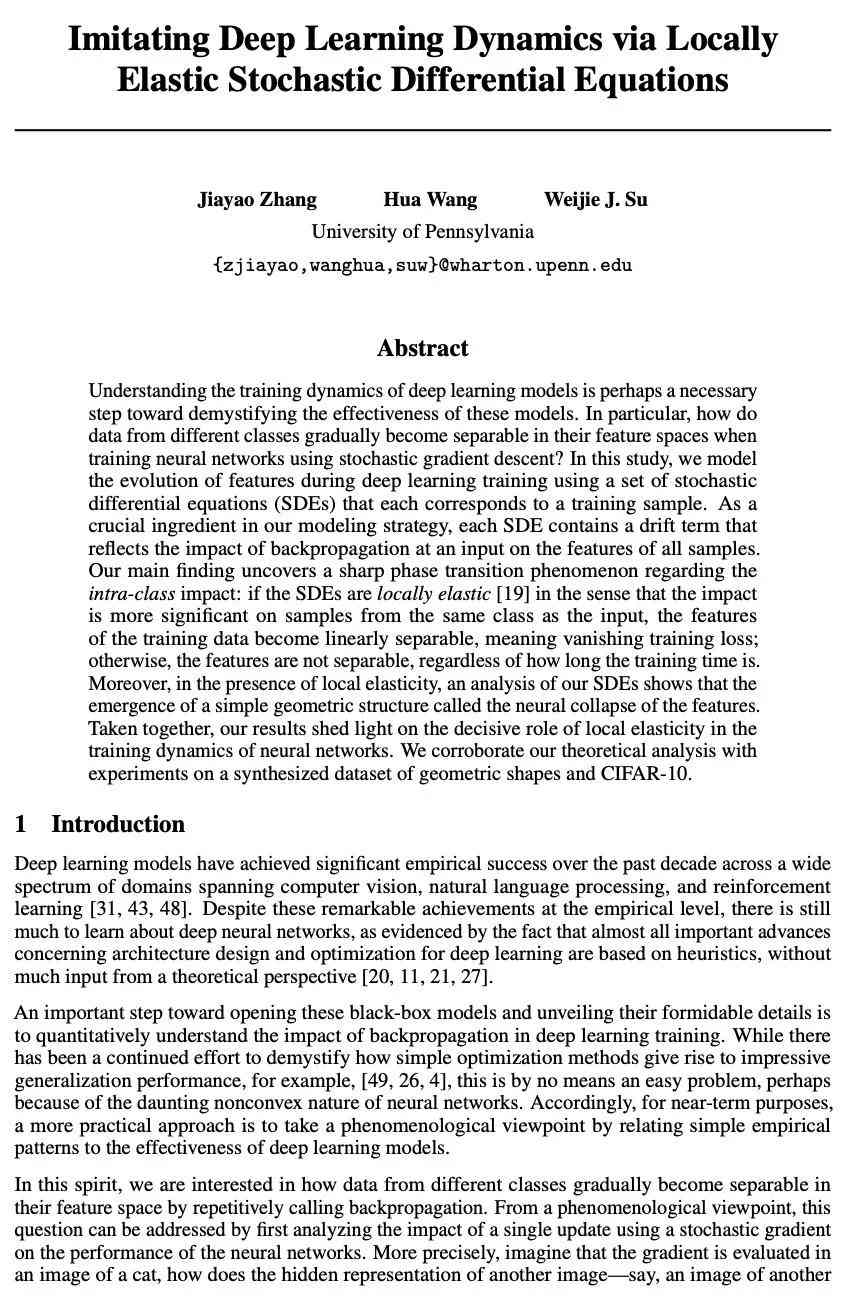 Imitating Deep Learning Dynamics via Locally
Elastic Stochastic Differential Equations
Jiayao Zhang Hua Wang Weijie J. Su
University of Pennsylvania
{zjiayao,wanghua,suw}@wharton.upenn.edu
Abstract
Understanding the training dynamics of deep learning models is perhaps a necessary
step toward demystifying the effectiveness of these models. In particular, how do
data from different classes gradually become separable in their feature spaces when
training neural networks using stochastic gradient descent? In this study, we model
the evolution of features during deep learning training using a set of stochastic
differential equations (SDEs) that each corresponds to a training sample. As a
crucial ingredient in our modeling strategy, each SDE contains a drift term that
reflects the impact of backpropagation at an input on the features of all samples.
Our main finding uncovers a sharp phase transition phenomenon regarding the
intra-class impact: if the SDEs are locally elastic [19] in the sense that the impact
is more significant on samples from the same class as the input, the features
of the training data become linearly separable, meaning vanishing training loss;
otherwise, the features are not separable, regardless of how long the training time is.
Moreover, in the presence of local elasticity, an analysis of our SDEs shows that the
emergence of a simple geometric structure called the neural collapse of the features.
Taken together, our results shed light on the decisive role of local elasticity in the
training dynamics of neural networks. We corroborate our theoretical analysis with
experiments on a synthesized dataset of geometric shapes and CIFAR-10.
1 Introduction
Deep learning models have achieved significant empirical success over the past decade across a wide
spectrum of domains spanning computer vision, natural language processing, and reinforcement
learning [31, 43, 48]. Despite these remarkable achievements at the empirical level, there is still
much to learn about deep neural networks, as evidenced by the fact that almost all important advances
concerning architecture design and optimization for deep learning are based on heuristics, without
much input from a theoretical perspective [20, 11, 21, 27].
An important step toward opening these black-box models and unveiling their formidable details is
to quantitatively understand the impact of backpropagation in deep learning training. While there
has been a continued effort to demystify how simple optimization methods give rise to impressive
generalization performance, for example, [49, 26, 4], this is by no means an easy problem, perhaps
because of the daunting nonconvex nature of neural networks. Accordingly, for near-term purposes,
a more practical approach is to take a phenomenological viewpoint by relating simple empirical
patterns to the effectiveness of deep learning models.
In this spirit, we are interested in how data from different classes gradually become separable in
their feature space by repetitively calling backpropagation. From a phenomenological viewpoint, this
question can be addressed by first analyzing the impact of a single update using a stochastic gradient
on the performance of the neural networks. More precisely, imagine that the gradient is evaluated in
an image of a cat, how does the hidden representation of another image—say, an image of another